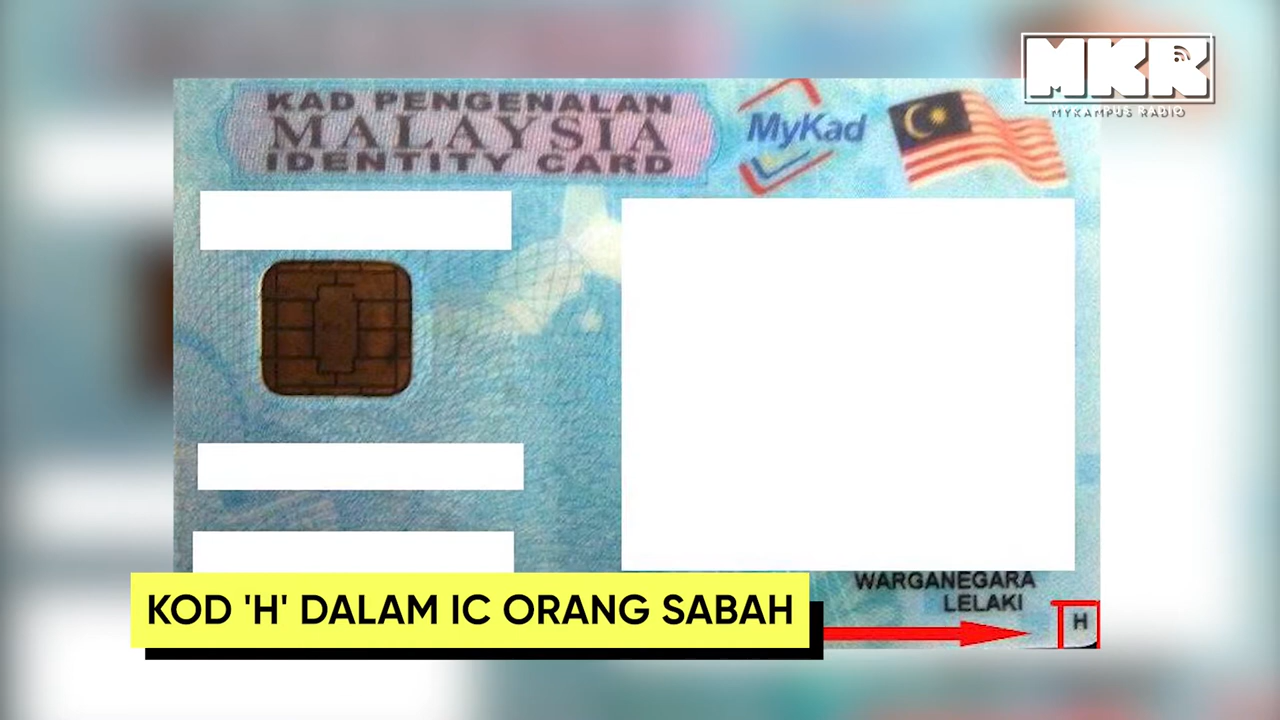 MKR
MYKAMPUS RADIO
KAD PENGENALAN
MALAYSIA
IDENTITY CARD
MyKad
WARGANEGARA
LELAKI
H
KOD 'H' DALAM IC ORANG SABAH